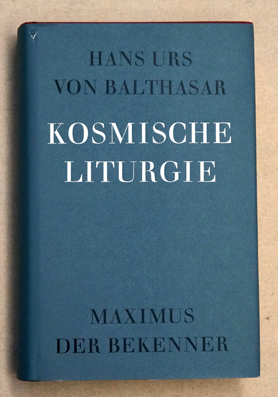 HANS URS
VON BALTHASAR
KOSMISCHE
LITURGIE
MAXIMUS
DER BEKENNER